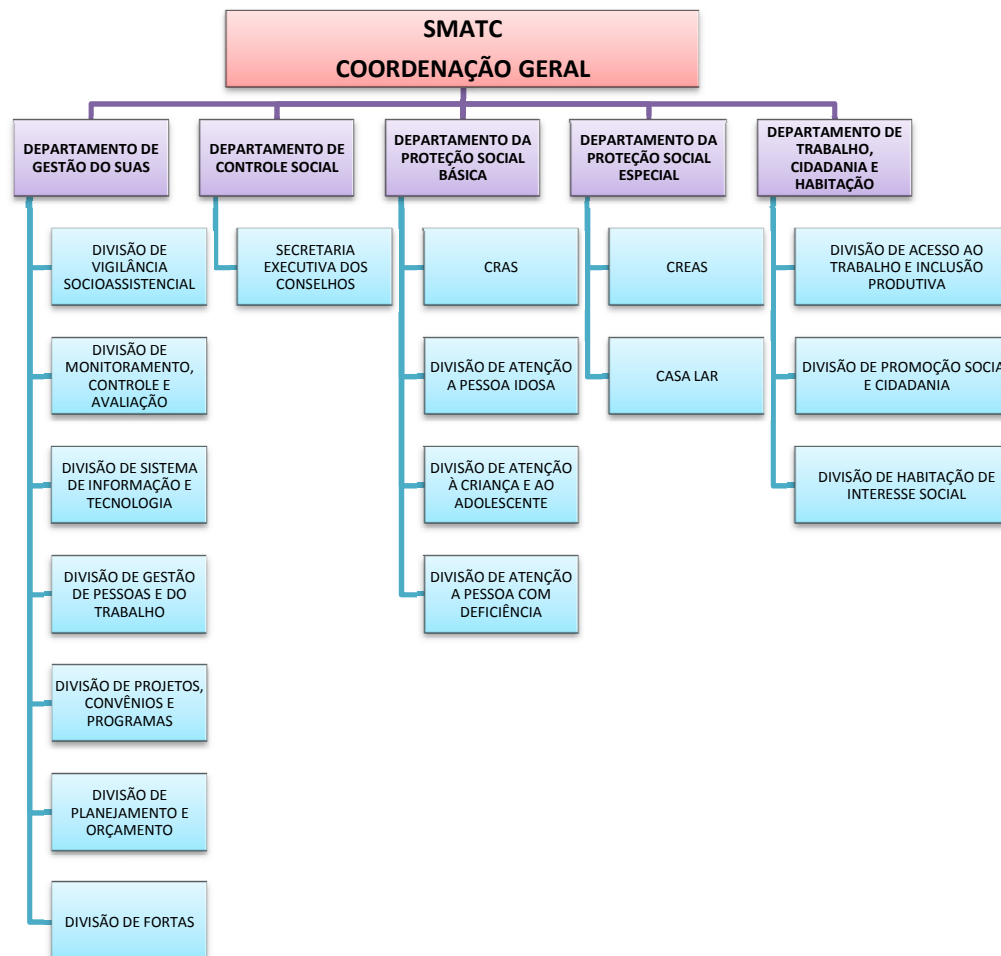 SMATC
COORDENAÇÃO GERAL
DEPARTAMENTO DE
GESTÃO DO SUAS
DEPARTAMENTO DE
CONTROLE SOCIAL
DEPARTAMENTO DA
PROTEÇÃO SOCIAL
BÁSICA
DEPARTAMENTO DA
PROTEÇÃO SOCIAL
ESPECIAL
DEPARTAMENTO DE
TRABALHO,
CIDADANIA E
HABITAÇÃO
DIVISÃO DE
VIGILÂNCIA
SOCIOASSISTENCIAL
DIVISÃO DE
MONITORAMENTO,
CONTROLE E
AVALIAÇÃO
DIVISÃO DE SISTEMA
DE INFORMAÇÃO E
TECNOLOGIA
DIVISÃO DE GESTÃO
DE PESSOAS E DO
TRABALHO
DIVISÃO DE PROJETOS,
CONVÊNIOS E
PROGRAMAS
DIVISÃO DE
PLANEJAMENTO E
ORÇAMENTO
DIVISÃO DE FORTAS
SECRETARIA
EXECUTIVA DOS
CONSELHOS
CRAS
DIVISÃO DE ATENÇÃO
A PESSOA IDOSA
DIVISÃO DE ATENÇÃO
À CRIANÇA E AO
ADOLESCENTE
DIVISÃO DE ATENÇÃO
A PESSOA COM
DEFICIÊNCIA
CREAS
CASA LAR
DIVISÃO DE ACESSO AO
TRABALHO E INCLUSÃO
PRODUTIVA
DIVISÃO DE PROMOÇÃO SOCIA
E CIDADANIA
DIVISÃO DE HABITAÇÃO DE
INTERESSE SOCIAL